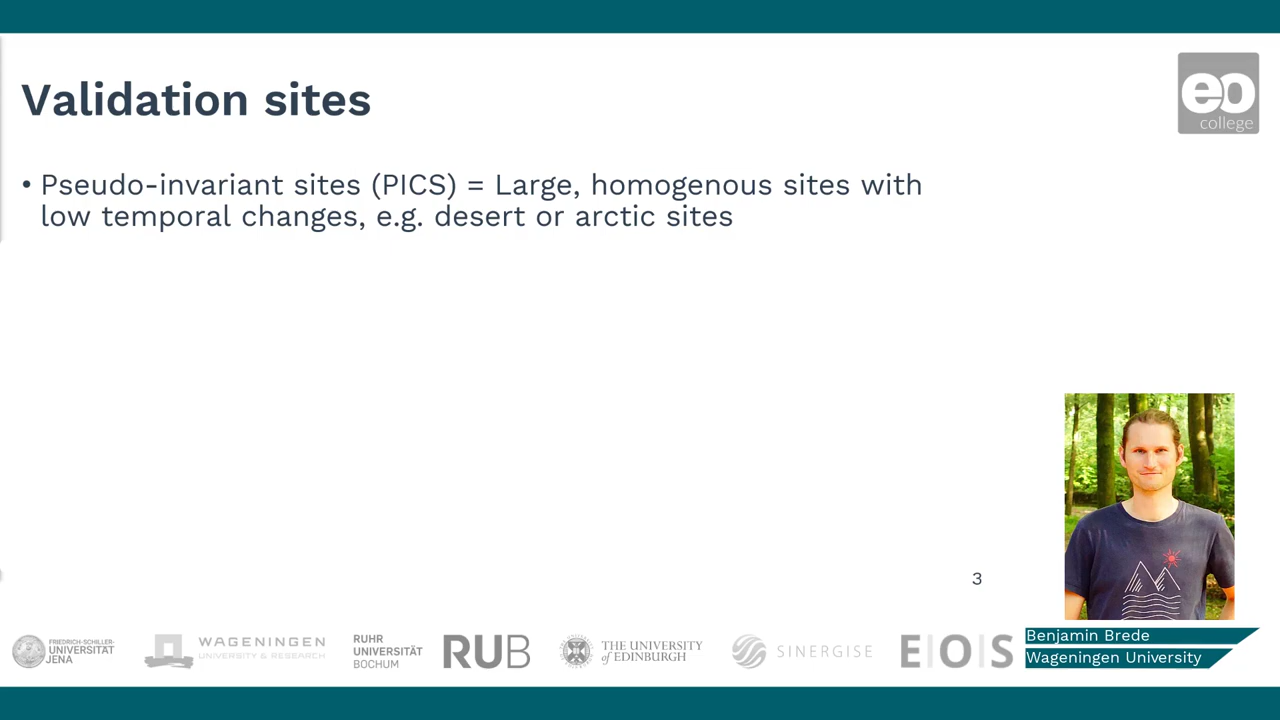 Validation sites
eo
college
• Pseudo-invariant sites (PICS) = Large, homogenous sites with
low temporal changes, e.g. desert or arctic sites
3
FRIEDRICH-SCHILLER-
UNIVERSITÄT
JENA
WAGENINGEN
UNIVERSITY & RESEARCH
RUHR
UNIVERSITÄT
BOCHUM
RUB
THE UNIVERSITY
of EDINBURGH
SINERGISE
E|O|S
Benjamin Brede
Wageningen University